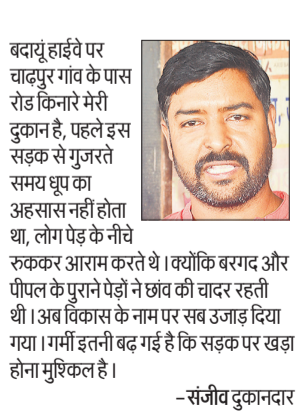 बदायूं हाईवे पर
चाढ़पुर गांव के पास
रोड किनारे मेरी
दुकान है, पहले इस
सड़क से गुजरते
समय धूप का
अहसास नहीं होता
था, लोग पेड़ के नीचे
रुककर आराम करते थे। क्योंकि बरगद और
पीपल के पुराने पेड़ों ने छांव की चादर रहती
थी। अब विकास के नाम पर सब उजाड़ दिया
गया। गर्मी इतनी बढ़ गई है कि सड़क पर खड़ा
होना मुश्किल है।
– संजीव दुकानदार